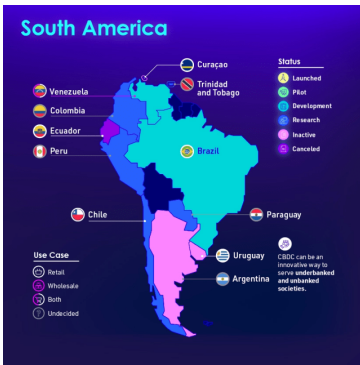 South America
Curaçao
Trinidad
and Tobago
Venezuela
Colombia
Ecuador
Peru
Brazil
Chile
Paraguay
Uruguay
Argentina
Status
Launched
Pilot
Development
Research
Inactive
Canceled
Use Case
Retail
Wholesale
Both
Undecided
?
CBDC can be an
innovative way to
serve underbanked
and unbanked
societies.